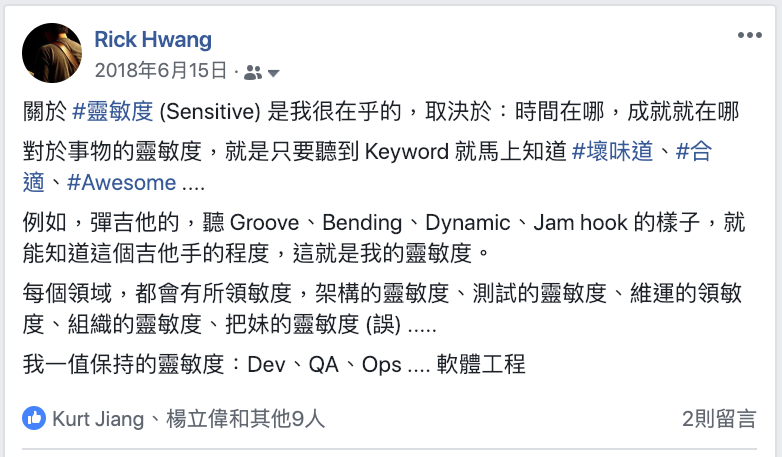 Rick Hwang
2018年6月15日 ·
關於 #靈敏度 (Sensitive) 是我很在乎的，取決於：時間在哪，成就就在哪
對於事物的靈敏度，就是只要聽到 Keyword 就馬上知道 #壞味道、#合
適、#Awesome ....
例如，彈吉他的，聽 Groove、Bending、Dynamic、Jam hook 的樣子，就
能知道這個吉他手的程度，這就是我的靈敏度。
每個領域，都會有所領敏度，架構的靈敏度、測試的靈敏度、維運的領敏
度、組織的靈敏度、把妹的靈敏度 (誤) .....
我一值保持的靈敏度：Dev、QA、Ops .... 軟體工程
Kurt Jiang、楊立偉和其他9人
2則留言